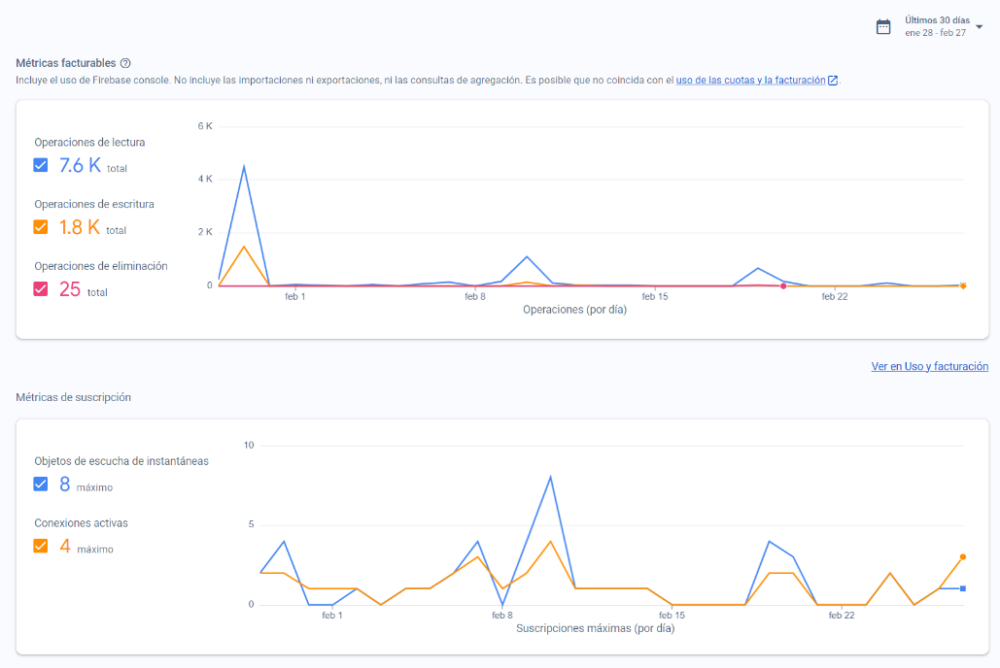 Últimos 30 días
ene 28 - feb 27
Métricas facturables
Incluye el uso de Firebase console. No incluye las importaciones ni exportaciones, ni las consultas de agregación. Es posible que no coincida con el uso de las cuotas y la facturación.
Operaciones de lectura
7.6 K total
Operaciones de escritura
1.8 K total
Operaciones de eliminación
25 total
6 K
4 K
2 K
0
feb 1 feb 8 feb 15 feb 22
Operaciones (por día)
Ver en Uso y facturación
Métricas de suscripción
Objetos de escucha de instantáneas
8 máximo
Conexiones activas
4 máximo
10
5
0
feb 1 feb 8 feb 15 feb 22
Suscripciones máximas (por día)